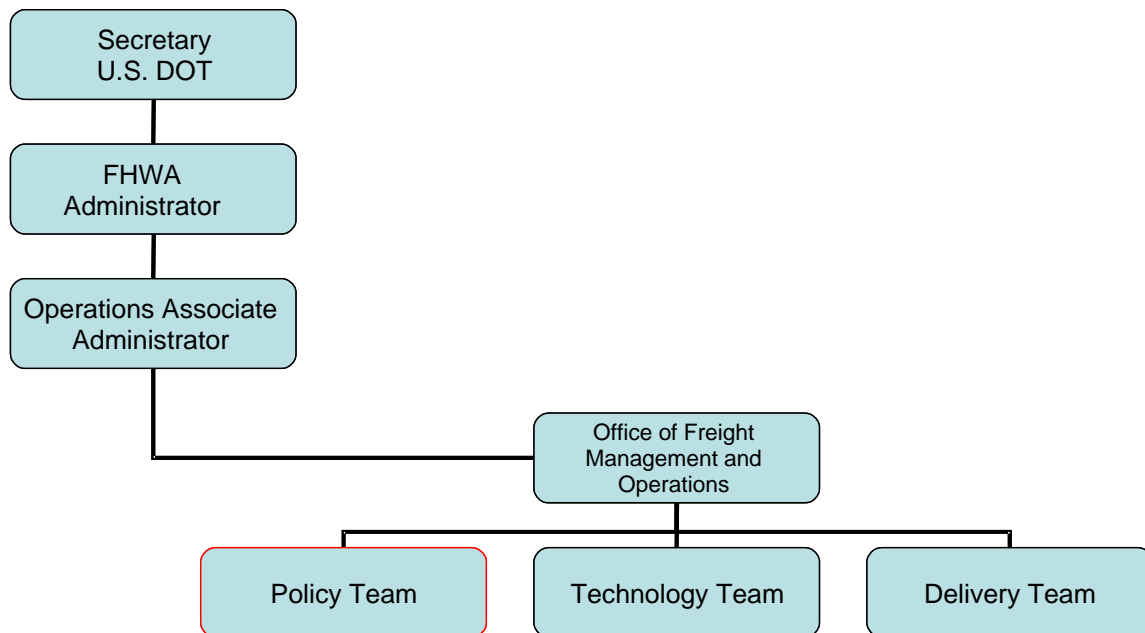 Secretary
U.S. DOT
FHWA
Administrator
Operations Associate
Administrator
Office of Freight
Management and
Operations
Policy Team
Technology Team
Delivery Team